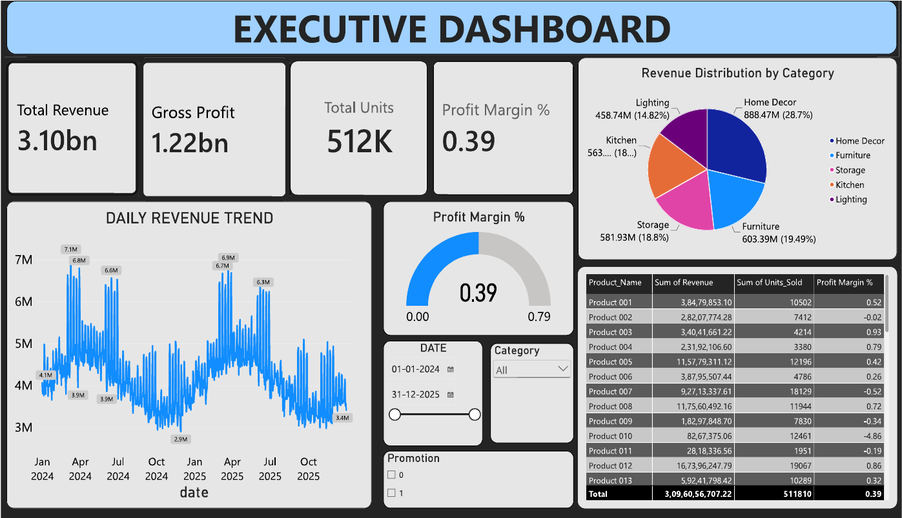 EXECUTIVE DASHBOARD
Total Revenue
3.10bn
Gross Profit
1.22bn
Total Units
512K
Profit Margin %
0.39
Revenue Distribution by Category
Lighting
458.74M (14.82%)
Home Decor
888.47M (28.7%)
Kitchen
563.... (18...)
Storage
581.93M (18.8%)
Furniture
603.39M (19.49%)
Home Decor
Furniture
Storage
Kitchen
Lighting
DAILY REVENUE TREND
7M
6M
5M
4M
3M
7.1M
6.8M
6.6M
6.9M
6.7M
6.3M
4.1M
3.9M
3.9M
2.9M
3.4M
Jan 2024
Apr 2024
Jul 2024
Oct 2024
Jan 2025
Apr 2025
Jul 2025
Oct 2025
date
Profit Margin %
0.39
0.00
0.79
DATE
01-01-2024
31-12-2025
Category
All
Promotion
0
1
Product_Name Sum of Revenue Sum of Units_Sold Profit Margin %
Product 001 3,84,79,853.10 10502 0.52
Product 002 2,82,07,774.28 7412 -0.02
Product 003 3,40,41,661.22 4214 0.93
Product 004 2,31,92,106.60 3380 0.79
Product 005 11,57,79,311.12 12196 0.42
Product 006 3,87,95,507.44 4786 0.26
Product 007 9,27,13,337.61 18129 -0.52
Product 008 11,75,60,492.16 11944 0.72
Product 009 1,82,97,848.70 7830 -0.34
Product 010 82,67,375.06 12461 -4.86
Product 011 28,18,336.56 1951 -0.19
Product 012 16,73,96,247.79 19067 0.86
Product 013 5,92,41,798.42 10289 0.32
Total 3,09,60,56,707.22 511810 0.39